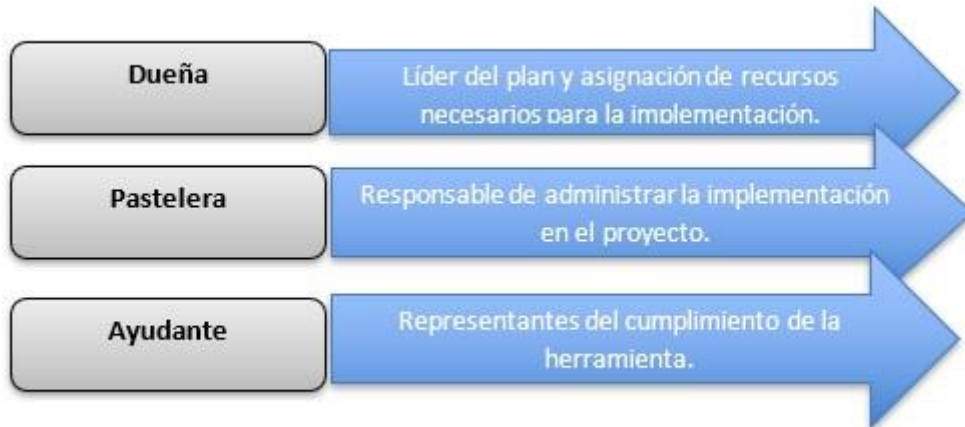 Dueña
Líder del plan y asignación de recursos
necesarios para la implementación.
Pastelera
Responsable de administrar la implementación
en el proyecto.
Ayudante
Representantes del cumplimiento de la
herramienta.